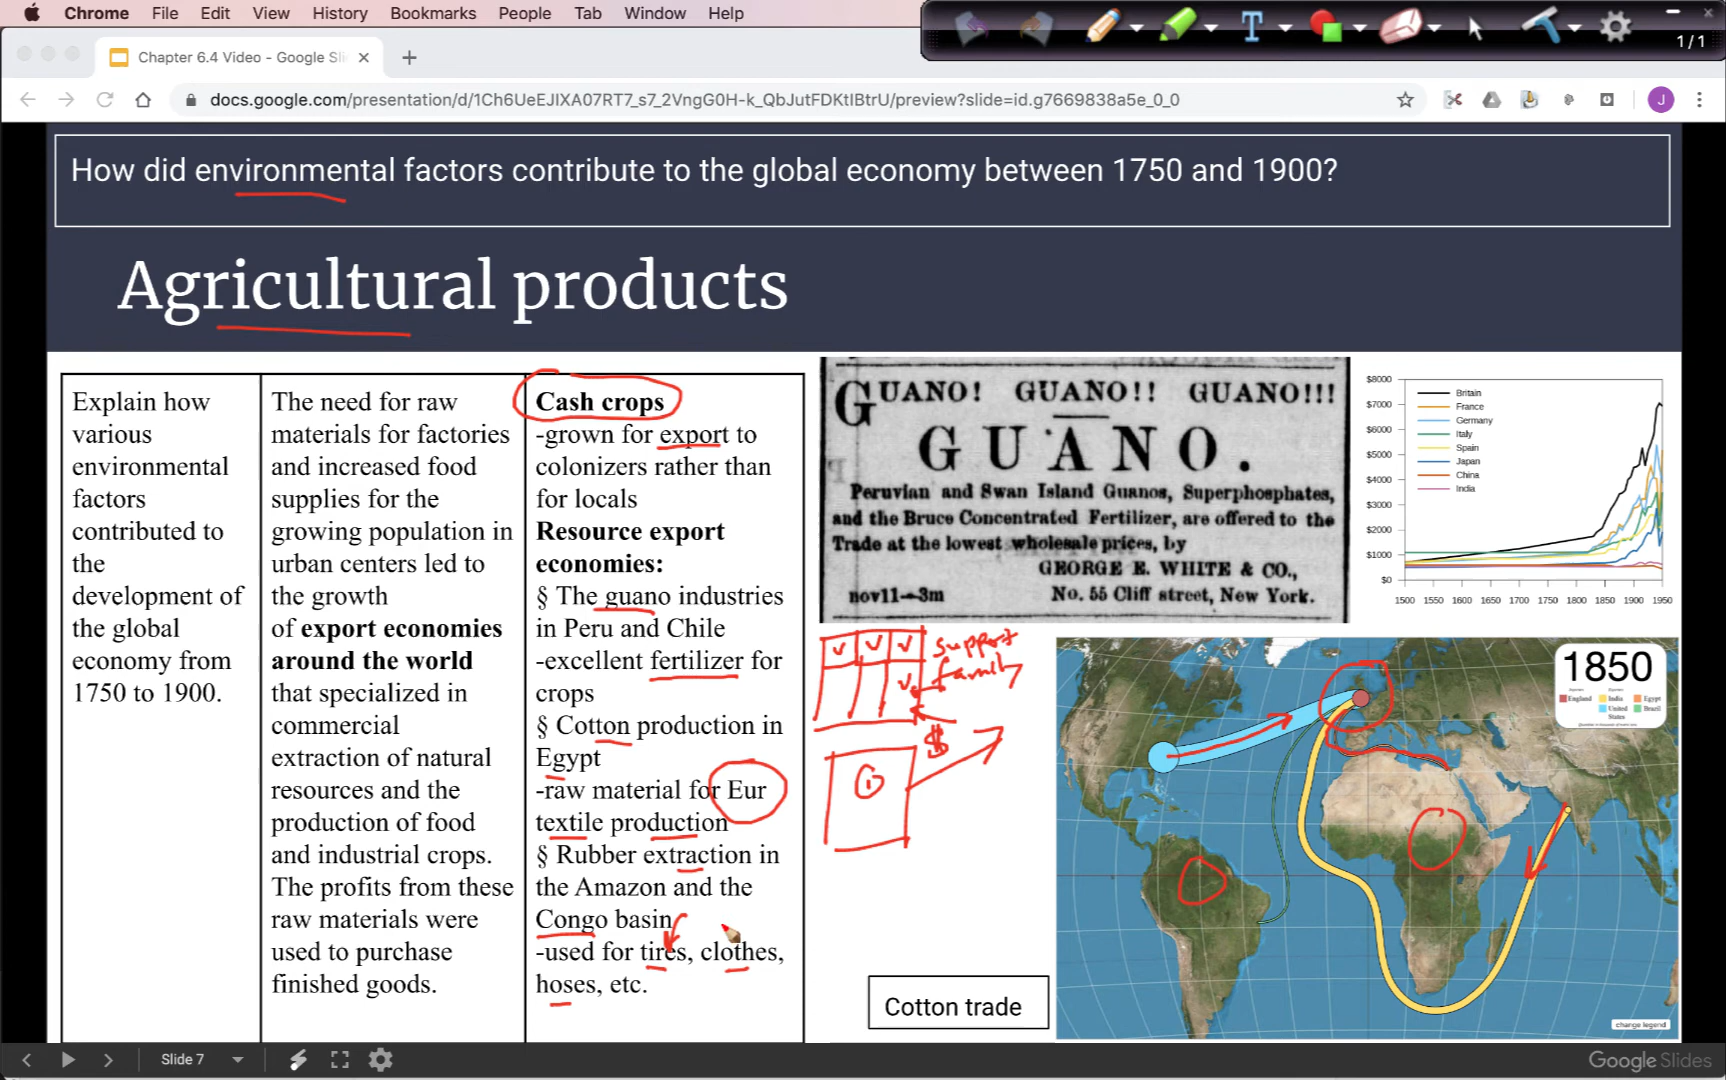 Chrome File Edit View History Bookmarks People Tab Window Help
1/1
Chapter 6.4 Video - Google Sli
docs.google.com/presentation/d/1Ch6UeEJIXA07RT7_s7_2VngG0H-k_QbJutFDKtIBtrU/preview?slide=id.g7669838a5e_0_0
J
How did environmental factors contribute to the global economy between 1750 and 1900?
Agricultural products
Explain how
various
environmental
factors
contributed to
the
development of
the global
economy from
1750 to 1900.
The need for raw
materials for factories
and increased food
supplies for the
growing population in
urban centers led to
the growth
of export economies
around the world
that specialized in
commercial
extraction of natural
resources and the
production of food
and industrial crops.
The profits from these
raw materials were
used to purchase
finished goods.
Cash crops
-grown for export to
colonizers rather than
for locals
Resource export
economies:
§ The guano industries
in Peru and Chile
-excellent fertilizer for
crops
§ Cotton production in
Egypt
-raw material for Eur
textile production
§ Rubber extraction in
the Amazon and the
Congo basin
-used for tires, clothes,
hoses, etc.
GUANO! GUANO!! GUANO!!!
GUANO.
Peruvian and Swan Island Guanos, Superphosphates,
and the Bruce Concentrated Fertilizer, are offered to the
Trade at the lowest wholesale prices, by
GEORGE E. WHITE & CO.,
nov11—3m No. 55 Cliff street, New York.
$8000
$7000
$6000
$5000
$4000
$3000
$2000
$1000
$0
Britain
France
Germany
Italy
Spain
Japan
China
India
1500 1550 1600 1650 1700 1750 1800 1850 1900 1950
support
family
$
1850
England India Egypt
United States Brazil
change legend
Cotton trade
Slide 7
Google Slides